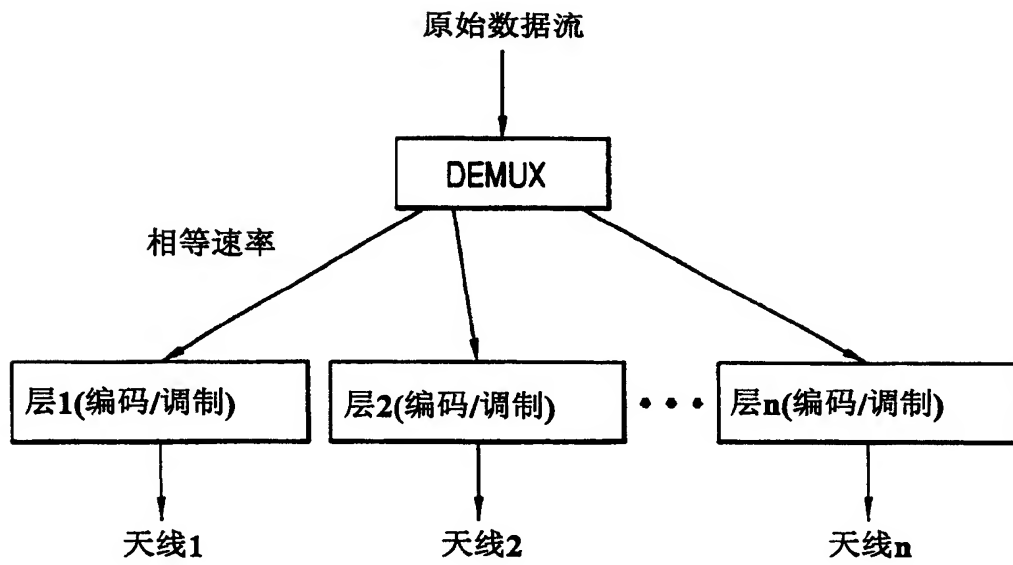 原始数据流
DEMUX
相等速率
层1(编码/调制)
层2(编码/调制)
•••
层n(编码/调制)
天线1
天线2
天线n